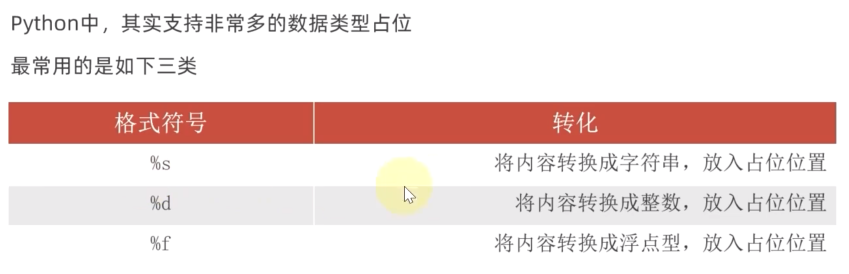 Python中，其实支持非常多的数据类型占位
最常用的是如下三类
格式符号 转化
%s 将内容转换成字符串，放入占位位置
%d 将内容转换成整数，放入占位位置
%f 将内容转换成浮点型，放入占位位置